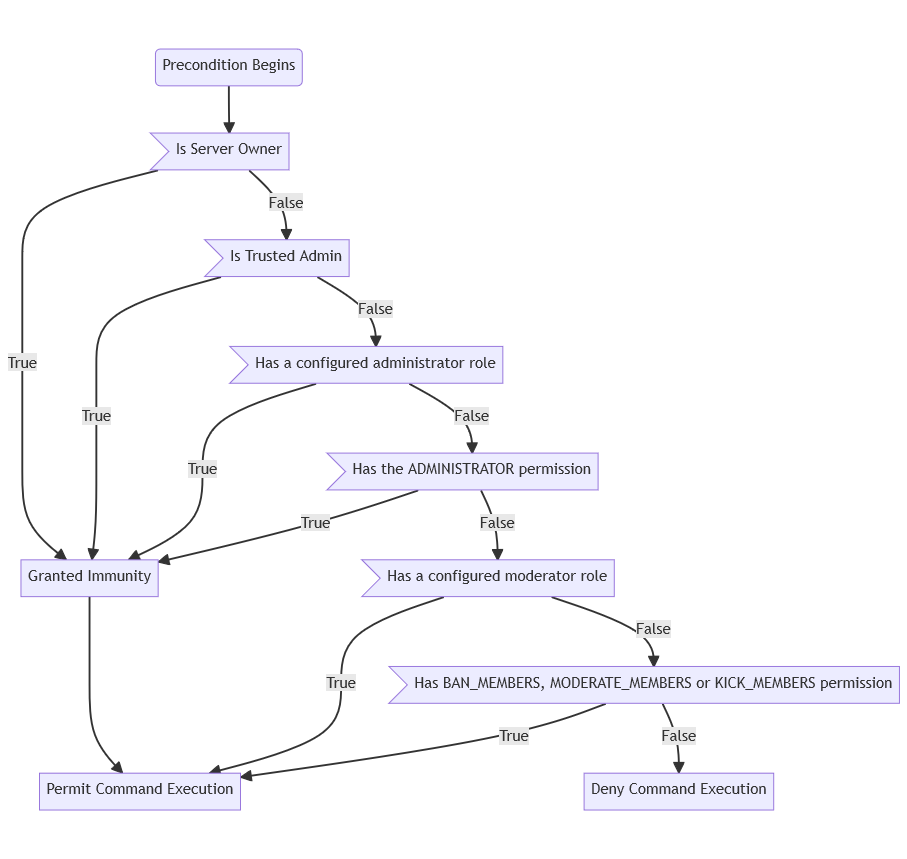 Precondition Begins
Is Server Owner
False
Is Trusted Admin
False
True
Has a configured administrator role
True
False
True
Has the ADMINISTRATOR permission
True
False
Granted Immunity
Has a configured moderator role
False
True
Has BAN_MEMBERS, MODERATE_MEMBERS or KICK_MEMBERS permission
True
False
Permit Command Execution
Deny Command Execution